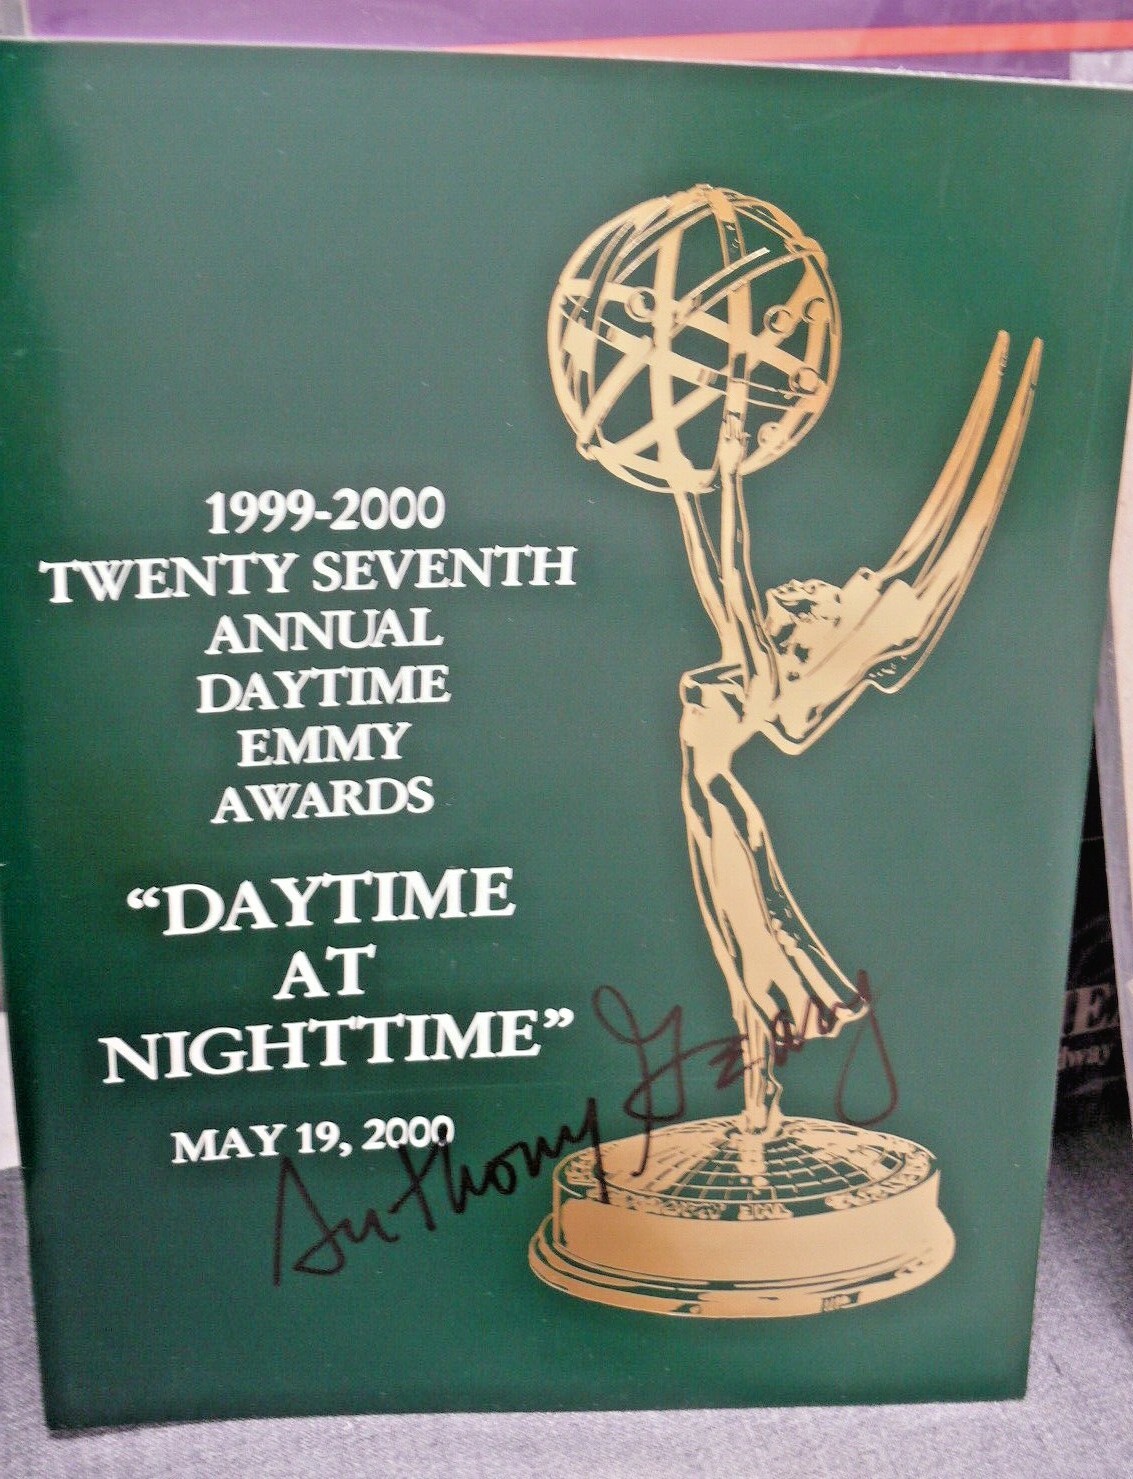 1999-2000
TWENTY SEVENTH
ANNUAL
DAYTIME
EMMY
AWARDS
"DAYTIME
AT
NIGHTTIME"
MAY 19, 2000
Anthony Geary